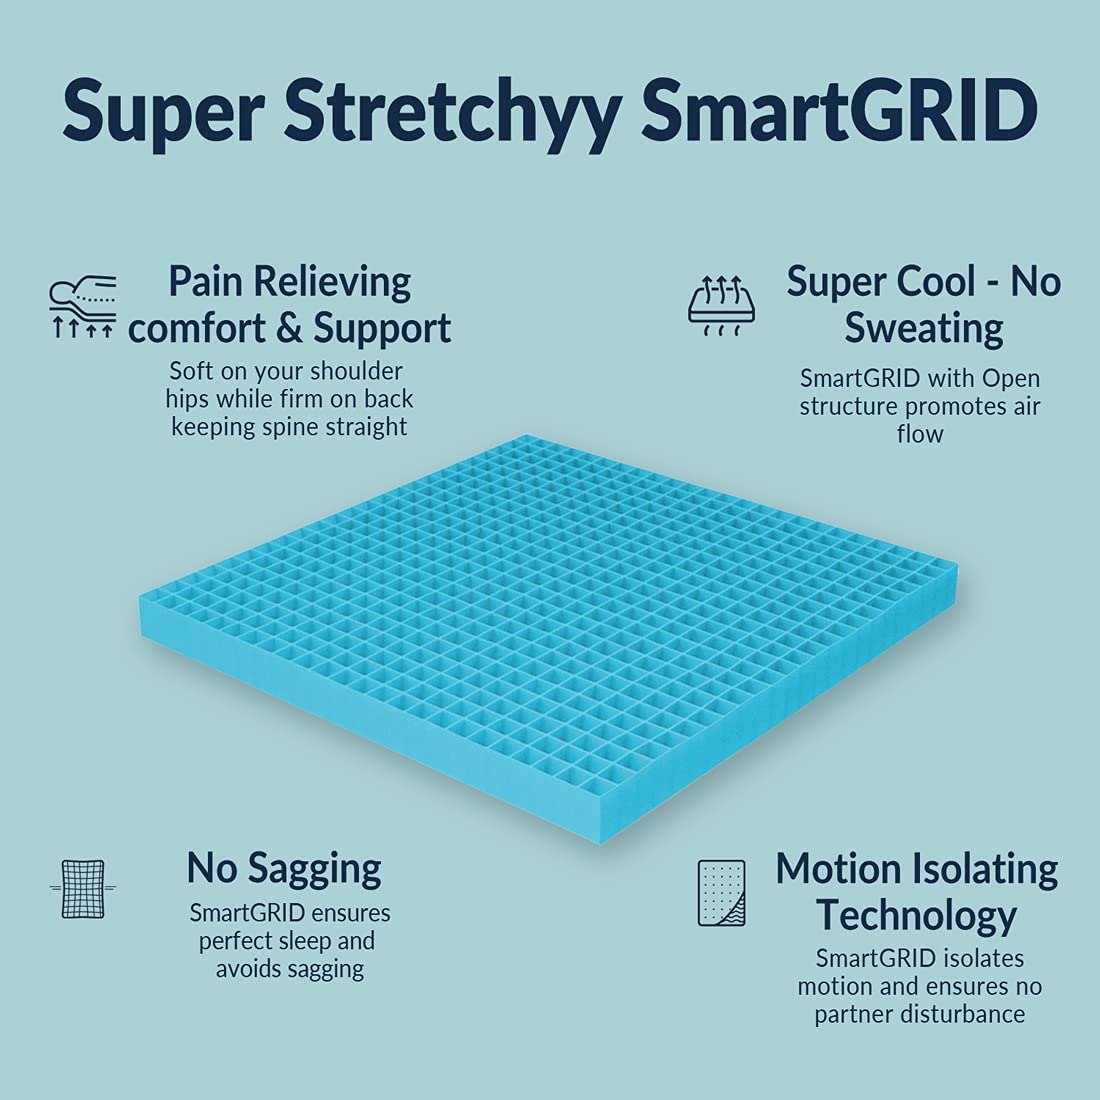 Super Stretchyy SmartGRID
Pain Relieving
comfort & Support
Soft on your shoulder
hips while firm on back
keeping spine straight
Super Cool - No
Sweating
SmartGRID with Open
structure promotes air
flow
No Sagging
SmartGRID ensures
perfect sleep and
avoids sagging
Motion Isolating
Technology
SmartGRID isolates
motion and ensures no
partner disturbance